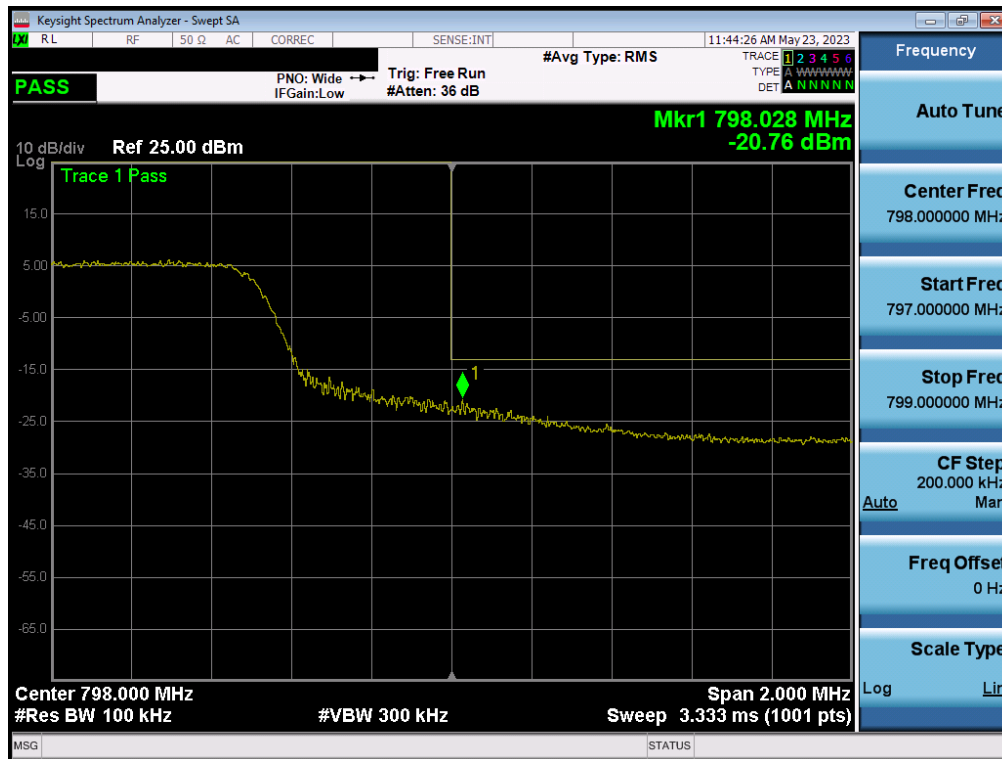 Keysight Spectrum Analyzer - Swept SA
LXI RL RF 50 Ω AC CORREC SENSE:INT 11:44:26 AM May 23, 2023
PASS
PNO: Wide
IFGain:Low
Trig: Free Run
#Atten: 36 dB
#Avg Type: RMS
TRACE 1 2 3 4 5 6
TYPE A WWWWW
DET A N N N N N
Mkr1 798.028 MHz
-20.76 dBm
10 dB/div
Log
Ref 25.00 dBm
Trace 1 Pass
15.0
5.00
-5.00
-15.0
-25.0
-35.0
-45.0
-55.0
-65.0
1
Center 798.000 MHz
Span 2.000 MHz
#Res BW 100 kHz
#VBW 300 kHz
Sweep 3.333 ms (1001 pts)
MSG
STATUS
Frequency
Auto Tune
Center Freq
798.000000 MHz
Start Freq
797.000000 MHz
Stop Freq
799.000000 MHz
CF Step
200.000 kHz
Auto Man
Freq Offset
0 Hz
Scale Type
Log Lin